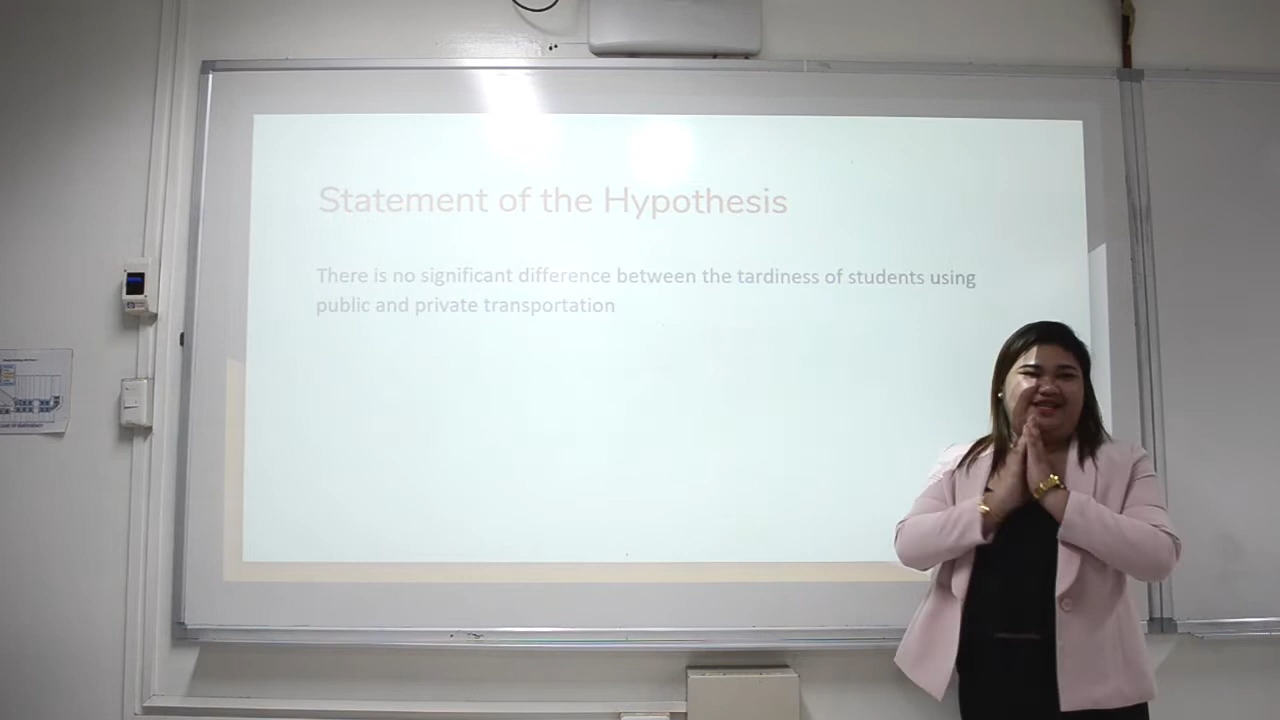 Statement of the Hypothesis
There is no significant difference between the tardiness of students using
public and private transportation